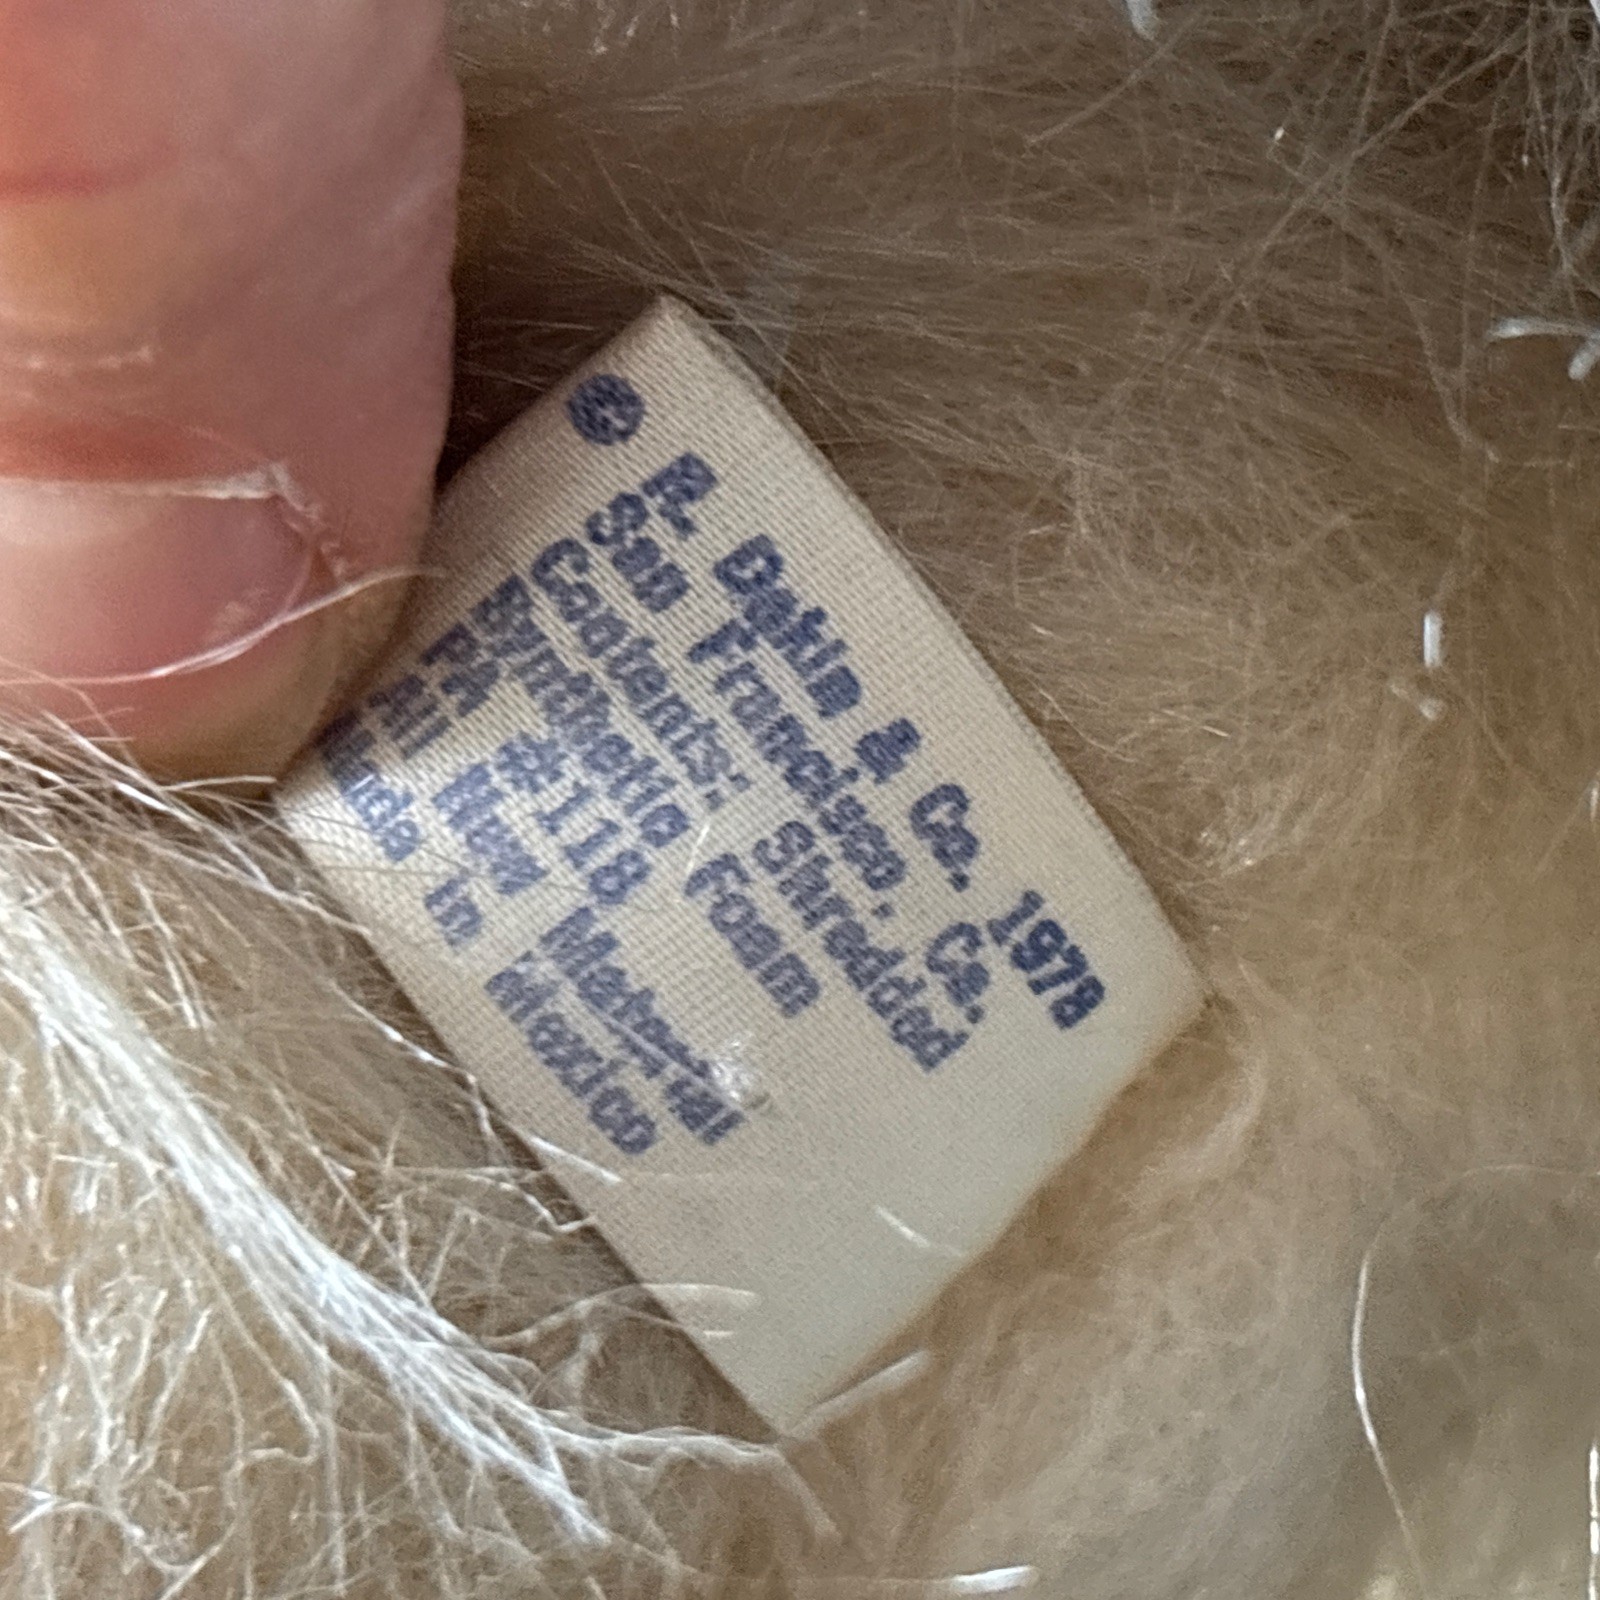 © R. Dakin & Co. 1978
San Francisco, Ca.
Contents: Shredded
Synthetic Foam
PA #118
All New Material
Made in Mexico